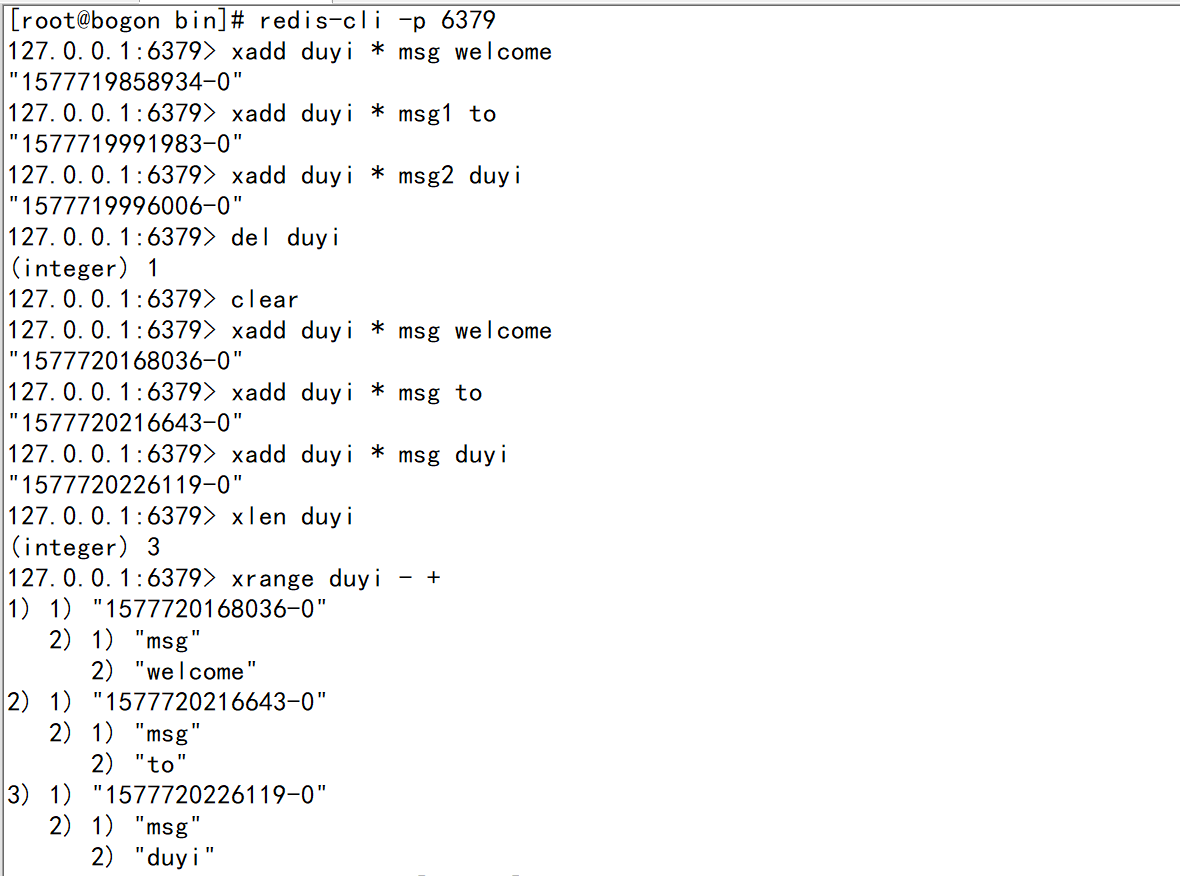 [root@bogon bin]# redis-cli -p 6379
127.0.0.1:6379> xadd duyi * msg welcome
"1577719858934-0"
127.0.0.1:6379> xadd duyi * msg1 to
"1577719991983-0"
127.0.0.1:6379> xadd duyi * msg2 duyi
"1577719996006-0"
127.0.0.1:6379> del duyi
(integer) 1
127.0.0.1:6379> clear
127.0.0.1:6379> xadd duyi * msg welcome
"1577720168036-0"
127.0.0.1:6379> xadd duyi * msg to
"1577720216643-0"
127.0.0.1:6379> xadd duyi * msg duyi
"1577720226119-0"
127.0.0.1:6379> xlen duyi
(integer) 3
127.0.0.1:6379> xrange duyi - +
1) 1) "1577720168036-0"
   2) 1) "msg"
      2) "welcome"
2) 1) "1577720216643-0"
   2) 1) "msg"
      2) "to"
3) 1) "1577720226119-0"
   2) 1) "msg"
      2) "duyi"